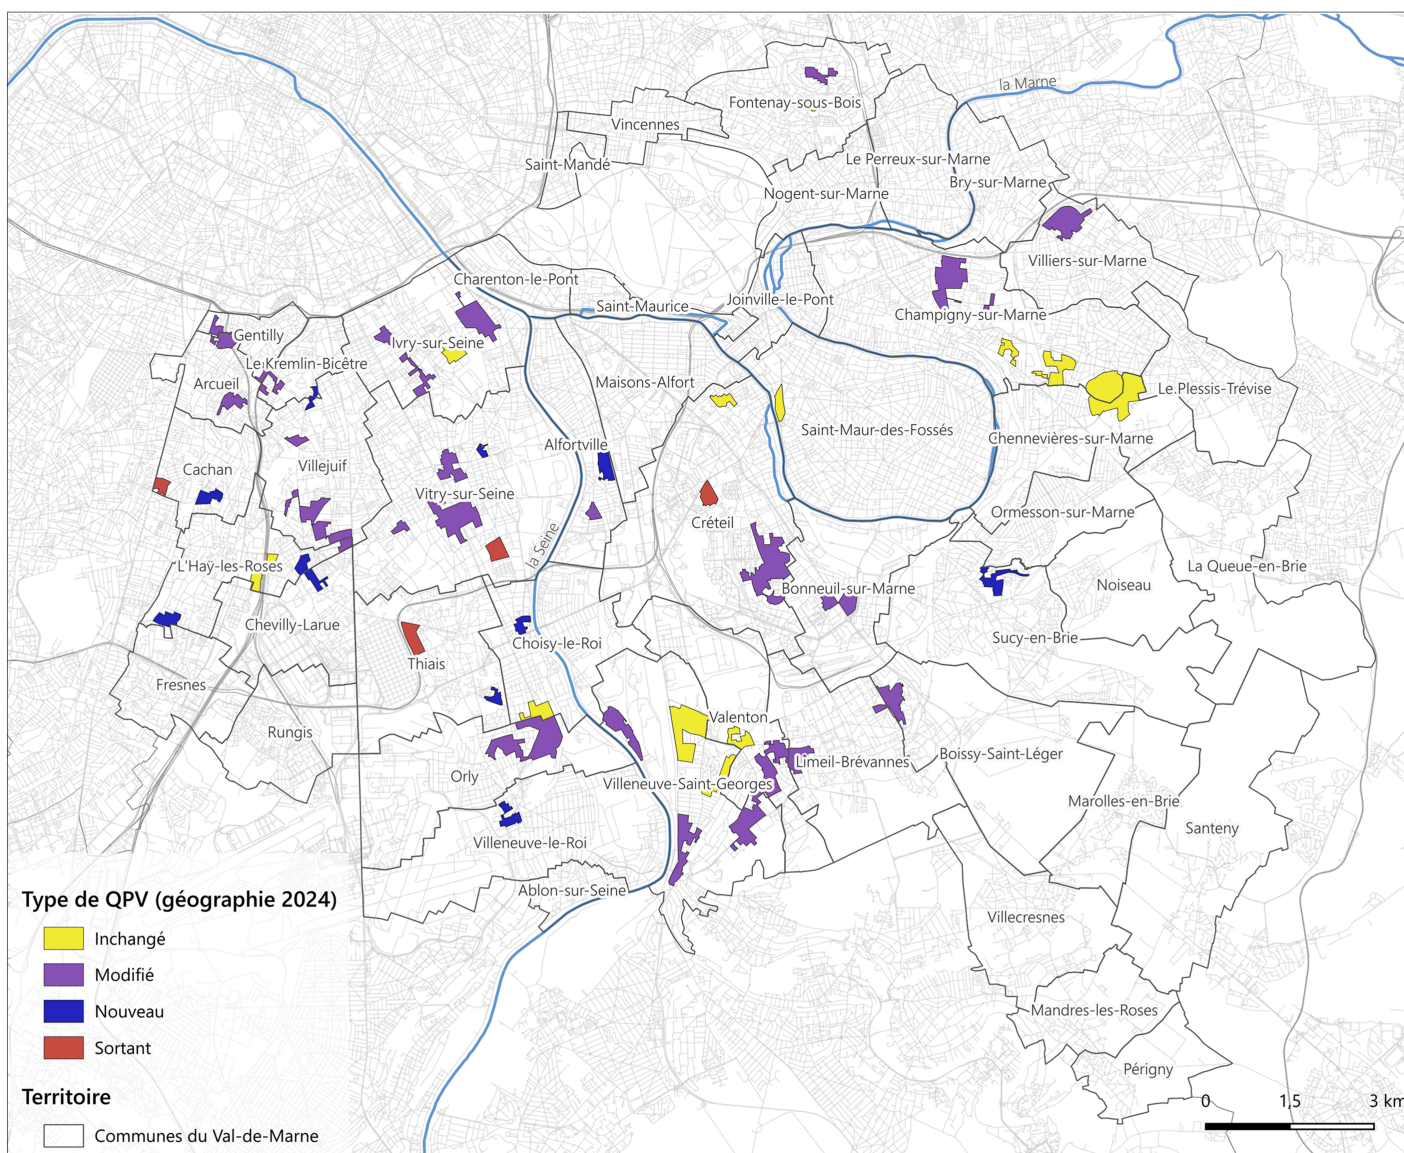 la Marne
Fontenay-sous-Bois
Vincennes
Saint-Mandé
Le Perreux-sur-Marne
Bry-sur-Marne
Nogent-sur-Marne
Villiers-sur-Marne
Charenton-le-Pont
Saint-Maurice
Joinville-le-Pont
Champigny-sur-Marne
Gentilly
Ivry-sur-Seine
Le Kremlin-Bicêtre
Arcueil
Maisons-Alfort
Le Plessis-Trévise
Saint-Maur-des-Fossés
Chennevières-sur-Marne
Alfortville
Cachan
Villejuif
Vitry-sur-Seine
Créteil
Ormesson-sur-Marne
la Seine
L'Haÿ-les-Roses
La Queue-en-Brie
Noiseau
Bonneuil-sur-Marne
Chevilly-Larue
Sucy-en-Brie
Choisy-le-Roi
Thiais
Fresnes
Valenton
Rungis
Boissy-Saint-Léger
Limeil-Brévannes
Orly
Villeneuve-Saint-Georges
Marolles-en-Brie
Santeny
Villeneuve-le-Roi
Ablon-sur-Seine
Villecresnes
Mandres-les-Roses
Périgny
Type de QPV (géographie 2024)
Inchangé
Modifié
Nouveau
Sortant
Territoire
Communes du Val-de-Marne
0 1,5 3 km